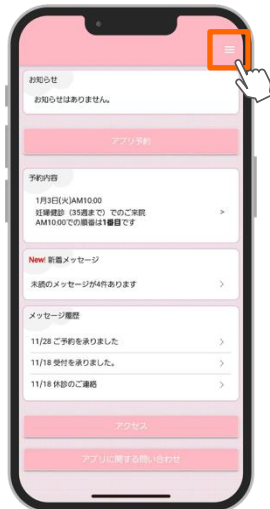 お知らせ
お知らせはありません。
アプリ予約
予約内容
1月3日(火)AM10:00
妊婦健診（35週まで）でのご来院
AM10:00での順番は1番目です
>
New! 新着メッセージ
未読のメッセージが4件あります
>
メッセージ履歴
11/28 ご予約を承りました
>
11/18 受付を承りました。
>
11/18 休診のご連絡
>
アクセス
アプリに関する問い合わせ